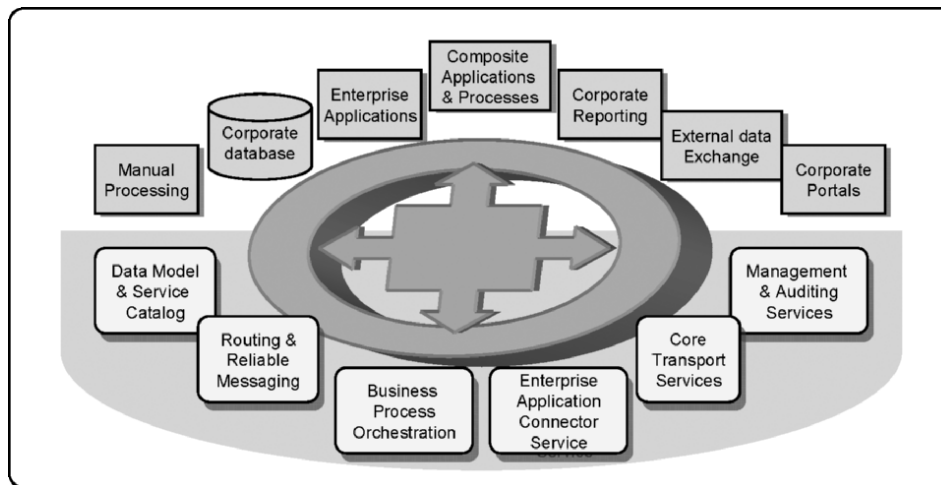 Composite
Applications
& Processes
Enterprise
Applications
Corporate
Reporting
Corporate
database
External data
Exchange
Manual
Processing
Corporate
Portals
Data Model
& Service
Catalog
Management
& Auditing
Services
Routing &
Reliable
Messaging
Core
Transport
Services
Business
Process
Orchestration
Enterprise
Application
Connector
Service